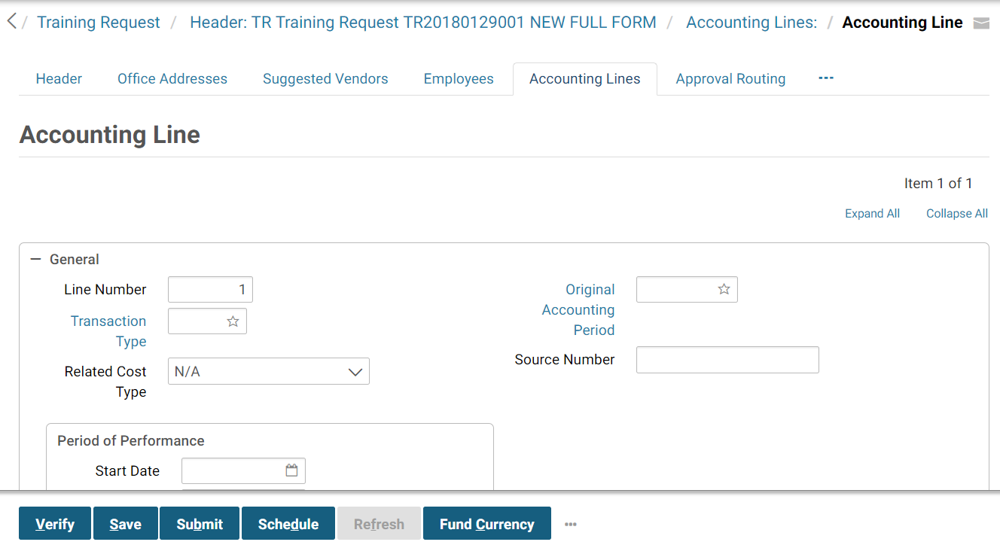 / Training Request / Header: TR Training Request TR20180129001 NEW FULL FORM / Accounting Lines: / Accounting Line
Header Office Addresses Suggested Vendors Employees Accounting Lines Approval Routing ...
Accounting Line
Item 1 of 1
Expand All Collapse All
General
Line Number 1
Transaction
Type
Related Cost
Type
N/A
Original
Accounting
Period
Source Number
Period of Performance
Start Date
Verify Save Submit Schedule Refresh Fund Currency ...